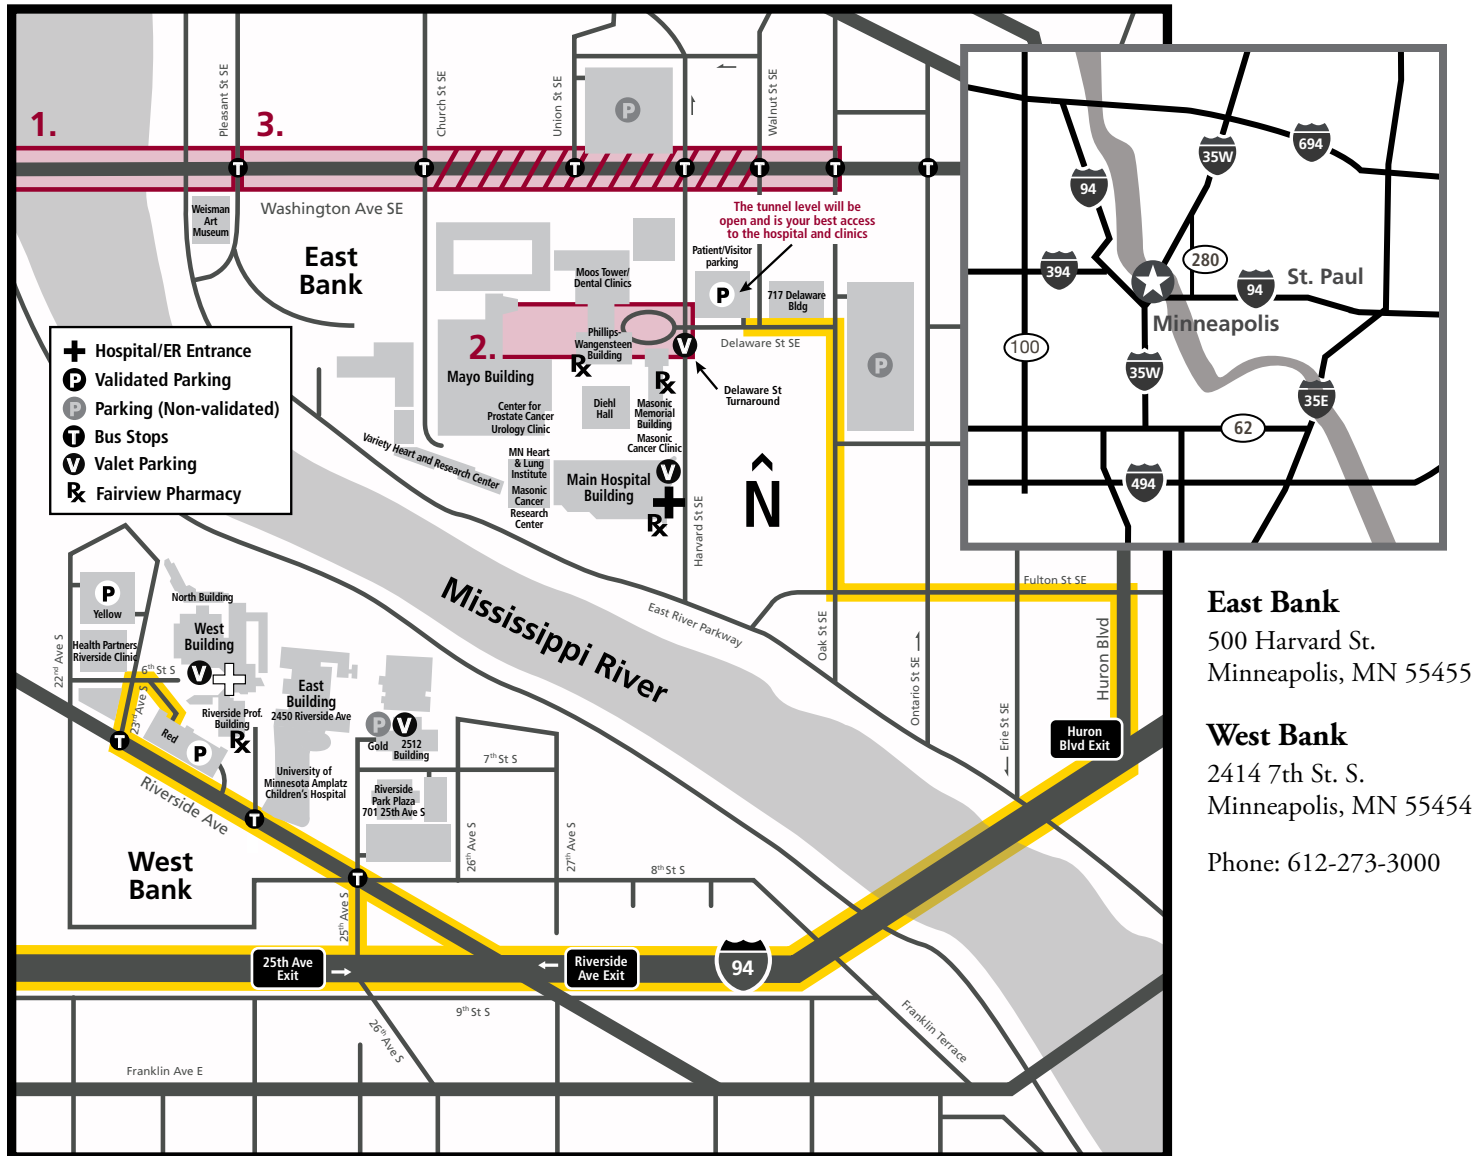 1.
3.
2.
Pleasant St SE
Church St SE
Union St SE
Walnut St SE
P
T
T
T
T
T
T
T
Washington Ave SE
Weisman
Art
Museum
East
Bank
The tunnel level will be
open and is your best access
to the hospital and clinics
Patient/Visitor
parking
P
717 Delaware
Bldg
Moos Tower/
Dental Clinics
Phillips-
Wangensteen
Building
Rx
Mayo Building
V
Delaware St SE
Delaware St
Turnaround
P
Center for
Prostate Cancer
Urology Clinic
Diehl
Hall
Rx
Masonic
Memorial
Building
Masonic
Cancer Clinic
Variety Heart and Research Center
MN Heart
& Lung
Institute
Masonic
Cancer
Research
Center
Main Hospital
Building
V
Rx
Harvard St SE
N
Hospital/ER Entrance
P Validated Parking
P Parking (Non-validated)
T Bus Stops
V Valet Parking
Rx Fairview Pharmacy
Mississippi River
East River Parkway
Oak St SE
Ontario St SE
Erie St SE
Fulton St SE
Huron Blvd
Huron
Blvd Exit
P
Yellow
Health Partners
Riverside Clinic
22nd Ave S
6th St S
23rd Ave S
North Building
West
Building
V
Riverside Prof.
Building
Rx
Red
P
T
T
T
East
Building
2450 Riverside Ave
University of
Minnesota Amplatz
Children's Hospital
P
Gold
V
2512
Building
Riverside
Park Plaza
701 25th Ave S
7th St S
26th Ave S
27th Ave S
8th St S
Riverside Ave
West
Bank
25th Ave S
25th Ave
Exit
Riverside
Ave Exit
94
9th St S
26th Ave S
Franklin Terrace
Franklin Ave E
694
35W
94
394
280
94
St. Paul
Minneapolis
100
35W
35E
62
494
East Bank
500 Harvard St.
Minneapolis, MN 55455
West Bank
2414 7th St. S.
Minneapolis, MN 55454
Phone: 612-273-3000